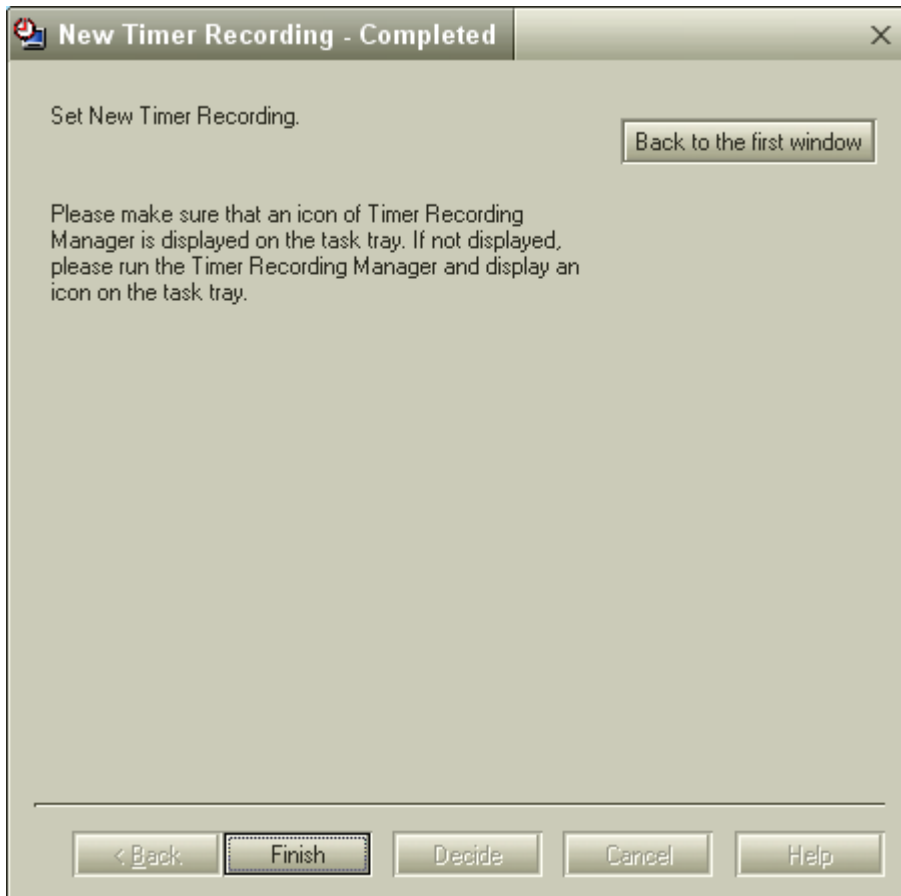 New Timer Recording - Completed
Set New Timer Recording.
Back to the first window
Please make sure that an icon of Timer Recording
Manager is displayed on the task tray. If not displayed,
please run the Timer Recording Manager and display an
icon on the task tray.
< Back Finish Decide Cancel Help